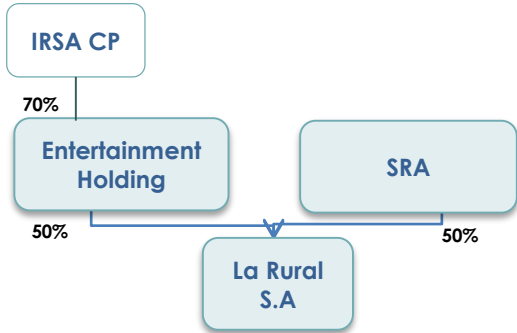 IRSA CP
70%
Entertainment
Holding
SRA
50%
50%
La Rural
S.A